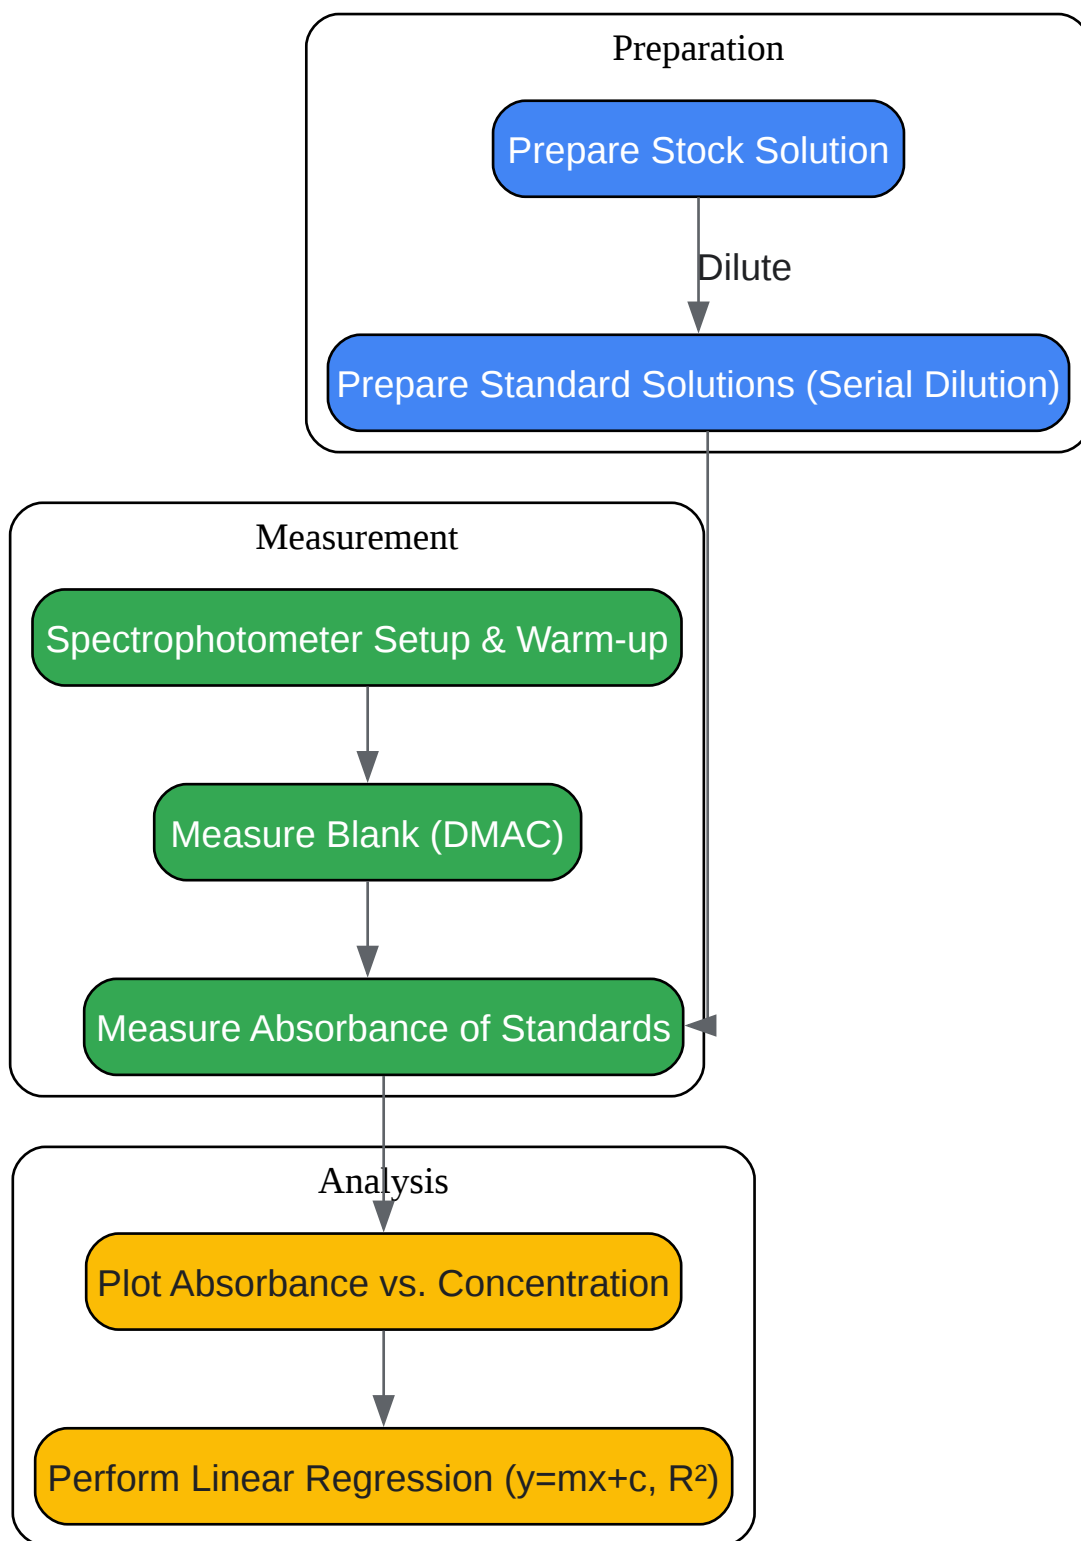 Preparation
Prepare Stock Solution
Dilute
Prepare Standard Solutions (Serial Dilution)
Measurement
Spectrophotometer Setup & Warm-up
Measure Blank (DMAC)
Measure Absorbance of Standards
Analysis
Plot Absorbance vs. Concentration
Perform Linear Regression (y=mx+c, R²)